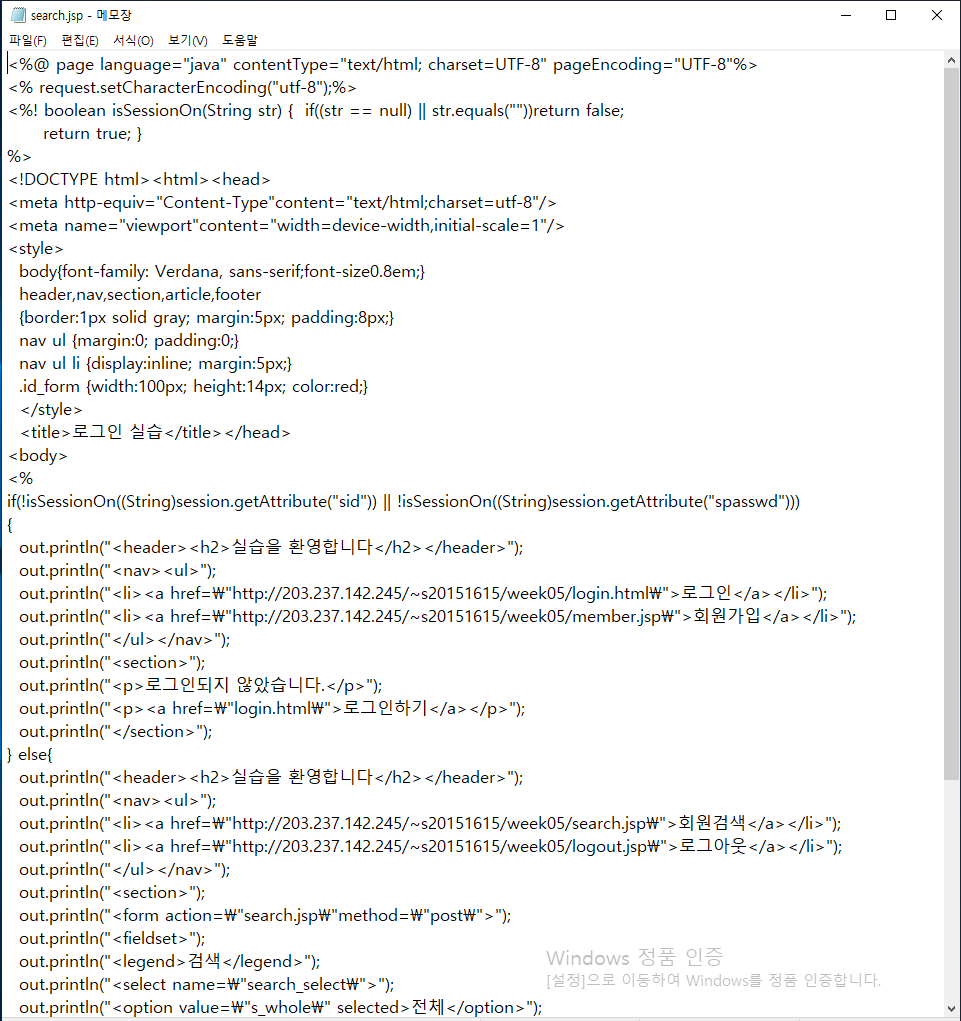 search.jsp - 메모장
파일(F) 편집(E) 서식(O) 보기(V) 도움말
<%@ page language="java" contentType="text/html; charset=UTF-8" pageEncoding="UTF-8"%>
<% request.setCharacterEncoding("utf-8");%>
<%! boolean isSessionOn(String str) {  if((str == null) || str.equals(""))return false;
return true; }
%>
<!DOCTYPE html><html><head>
<meta http-equiv="Content-Type"content="text/html;charset=utf-8"/>
<meta name="viewport"content="width=device-width,initial-scale=1"/>
<style>
body{font-family: Verdana, sans-serif;font-size0.8em;}
header,nav,section,article,footer
{border:1px solid gray; margin:5px; padding:8px;}
nav ul {margin:0; padding:0;}
nav ul li {display:inline; margin:5px;}
.id_form {width:100px; height:14px; color:red;}
</style>
<title>로그인 실습</title></head>
<body>
<%
if(!isSessionOn((String)session.getAttribute("sid")) || !isSessionOn((String)session.getAttribute("spasswd")))
{
out.println("<header><h2>실습을 환영합니다</h2></header>");
out.println("<nav><ul>");
out.println("<li><a href=₩"http://203.237.142.245/~s20151615/week05/login.html₩">로그인</a></li>");
out.println("<li><a href=₩"http://203.237.142.245/~s20151615/week05/member.jsp₩">회원가입</a></li>");
out.println("</ul></nav>");
out.println("<section>");
out.println("<p>로그인되지 않았습니다.</p>");
out.println("<p><a href=₩"login.html₩">로그인하기</a></p>");
out.println("</section>");
} else{
out.println("<header><h2>실습을 환영합니다</h2></header>");
out.println("<nav><ul>");
out.println("<li><a href=₩"http://203.237.142.245/~s20151615/week05/search.jsp₩">회원검색</a></li>");
out.println("<li><a href=₩"http://203.237.142.245/~s20151615/week05/logout.jsp₩">로그아웃</a></li>");
out.println("</ul></nav>");
out.println("<section>");
out.println("<form action=₩"search.jsp₩"method=₩"post₩">");
out.println("<fieldset>");
out.println("<legend>검색</legend>");
out.println("<select name=₩"search_select₩">");
out.println("<option value=₩"s_whole₩" selected>전체</option>");
Windows 정품 인증
[설정]으로 이동하여 Windows를 정품 인증합니다.